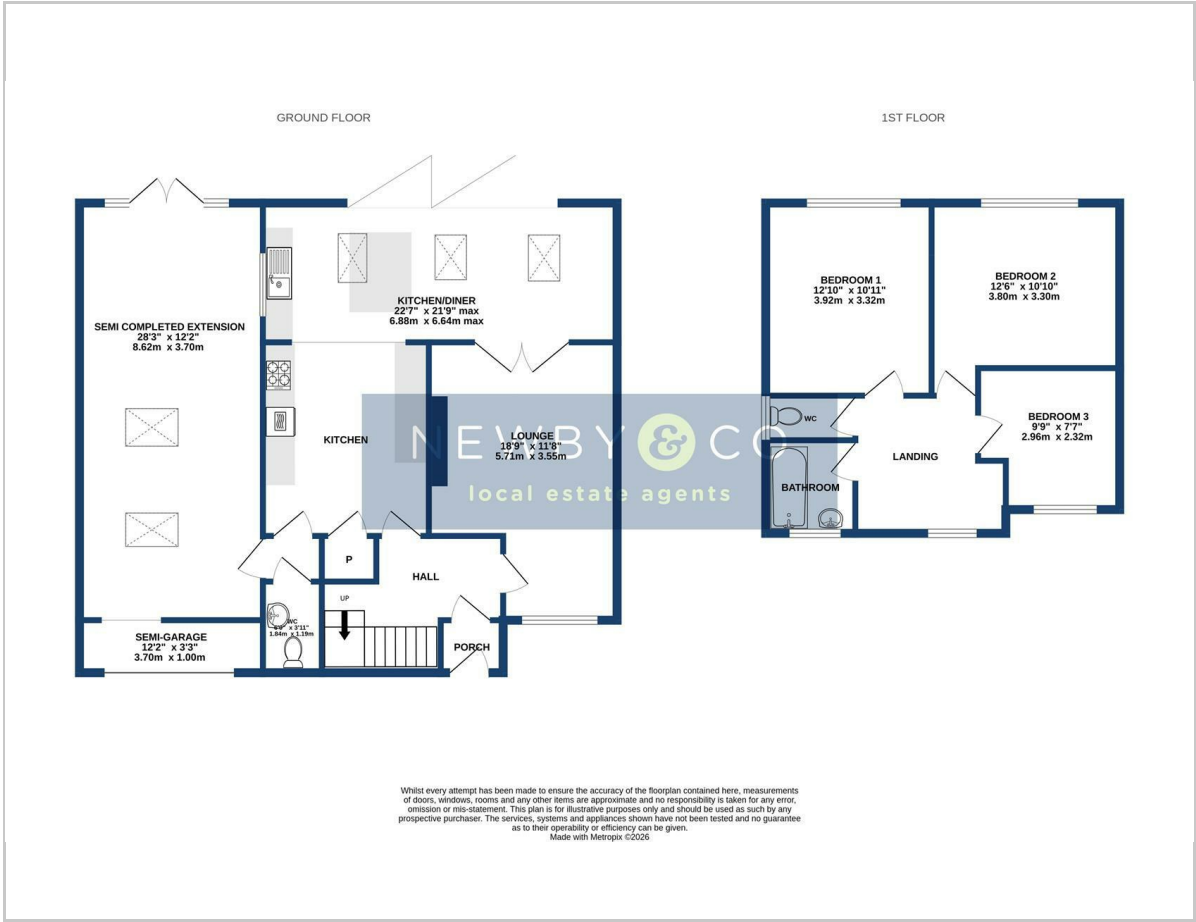 GROUND FLOOR
1ST FLOOR
SEMI COMPLETED EXTENSION
28'3" x 12'2"
8.62m x 3.70m
KITCHEN/DINER
22'7" x 21'9" max
6.88m x 6.64m max
KITCHEN
LOUNGE
18'9" x 11'8"
5.71m x 3.55m
P
HALL
UP
WC
x 3'11"
1.84m x 1.19m
PORCH
SEMI-GARAGE
12'2" x 3'3"
3.70m x 1.00m
BEDROOM 1
12'10" x 10'11"
3.92m x 3.32m
BEDROOM 2
12'6" x 10'10"
3.80m x 3.30m
BEDROOM 3
9'9" x 7'7"
2.96m x 2.32m
WC
LANDING
BATHROOM
NEWBY & CO
local estate agents
Whilst every attempt has been made to ensure the accuracy of the floorplan contained here, measurements
of doors, windows, rooms and any other items are approximate and no responsibility is taken for any error,
omission or mis-statement. This plan is for illustrative purposes only and should be used as such by any
prospective purchaser. The services, systems and appliances shown have not been tested and no guarantee
as to their operability or efficiency can be given.
Made with Metropix ©2026